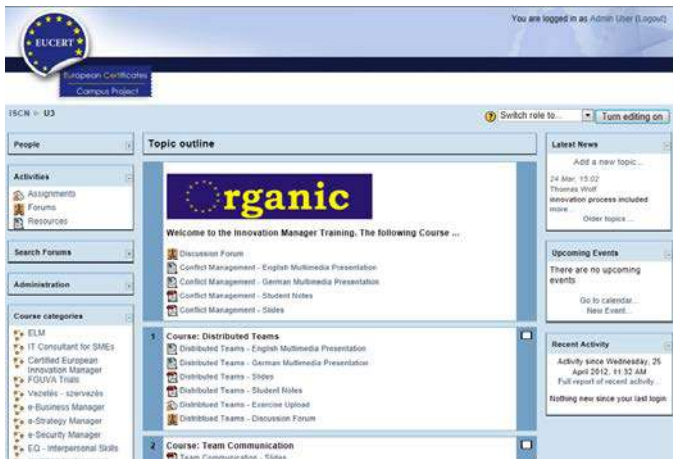 You are logged in as Admin User (Logout)
EUCERT
European Certificates
Campus Project
ISCN ► U3
Switch role to...
Turn editing on
People
Activities
Assignments
Forums
Resources
Search Forums
Administration
Course categories
ELM
IT Consultant for SMEs
Certified European
Innovation Manager
FGUVA Trials
Vezetés - szervezés
e-Business Manager
e-Strategy Manager
e-Security Manager
EQ - Interpersonal Skills
Topic outline
rganic
Welcome to the Innovation Manager Training. The following Course ...
Discussion Forum
Conflict Management - English Multimedia Presentation
Conflict Management - German Multimedia Presentation
Conflict Management - Student Notes
Conflict Management - Slides
1 Course: Distributed Teams
Distributed Teams - English Multimedia Presentation
Distributed Teams - German Multimedia Presentation
Distributed Teams - Slides
Distributed Teams - Student Notes
Distribtued Teams - Exercise Upload
Distribtued Teams - Discussion Forum
2 Course: Team Communication
Team Communication - Slides
Latest News
Add a new topic...
24 Mar, 15:02
Thomas Wolf
innovation process included
more...
Older topics ...
Upcoming Events
There are no upcoming
events
Go to calendar...
New Event...
Recent Activity
Activity since Wednesday, 25
April 2012, 11:32 AM
Full report of recent activity...
Nothing new since your last login